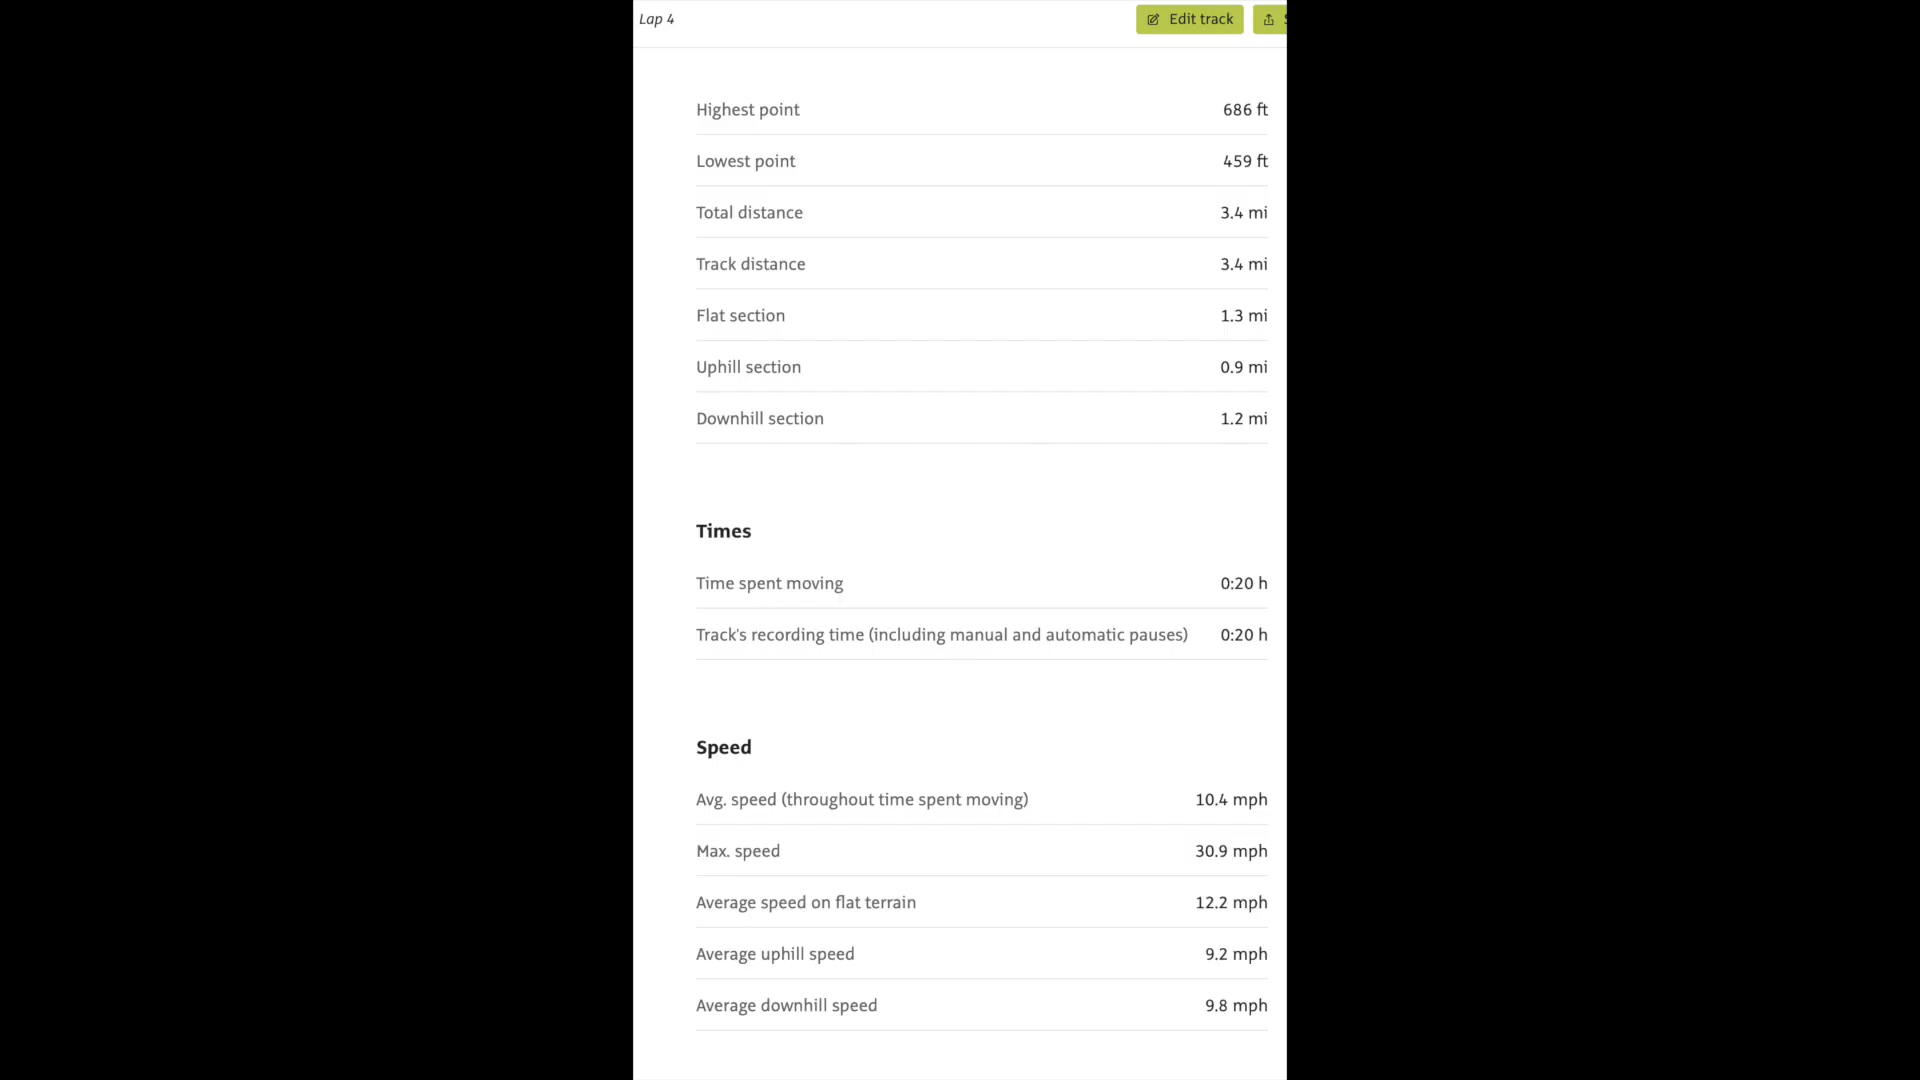 Lap 4
Edit track
Highest point 686 ft
Lowest point 459 ft
Total distance 3.4 mi
Track distance 3.4 mi
Flat section 1.3 mi
Uphill section 0.9 mi
Downhill section 1.2 mi
Times
Time spent moving 0:20 h
Track's recording time (including manual and automatic pauses) 0:20 h
Speed
Avg. speed (throughout time spent moving) 10.4 mph
Max. speed 30.9 mph
Average speed on flat terrain 12.2 mph
Average uphill speed 9.2 mph
Average downhill speed 9.8 mph